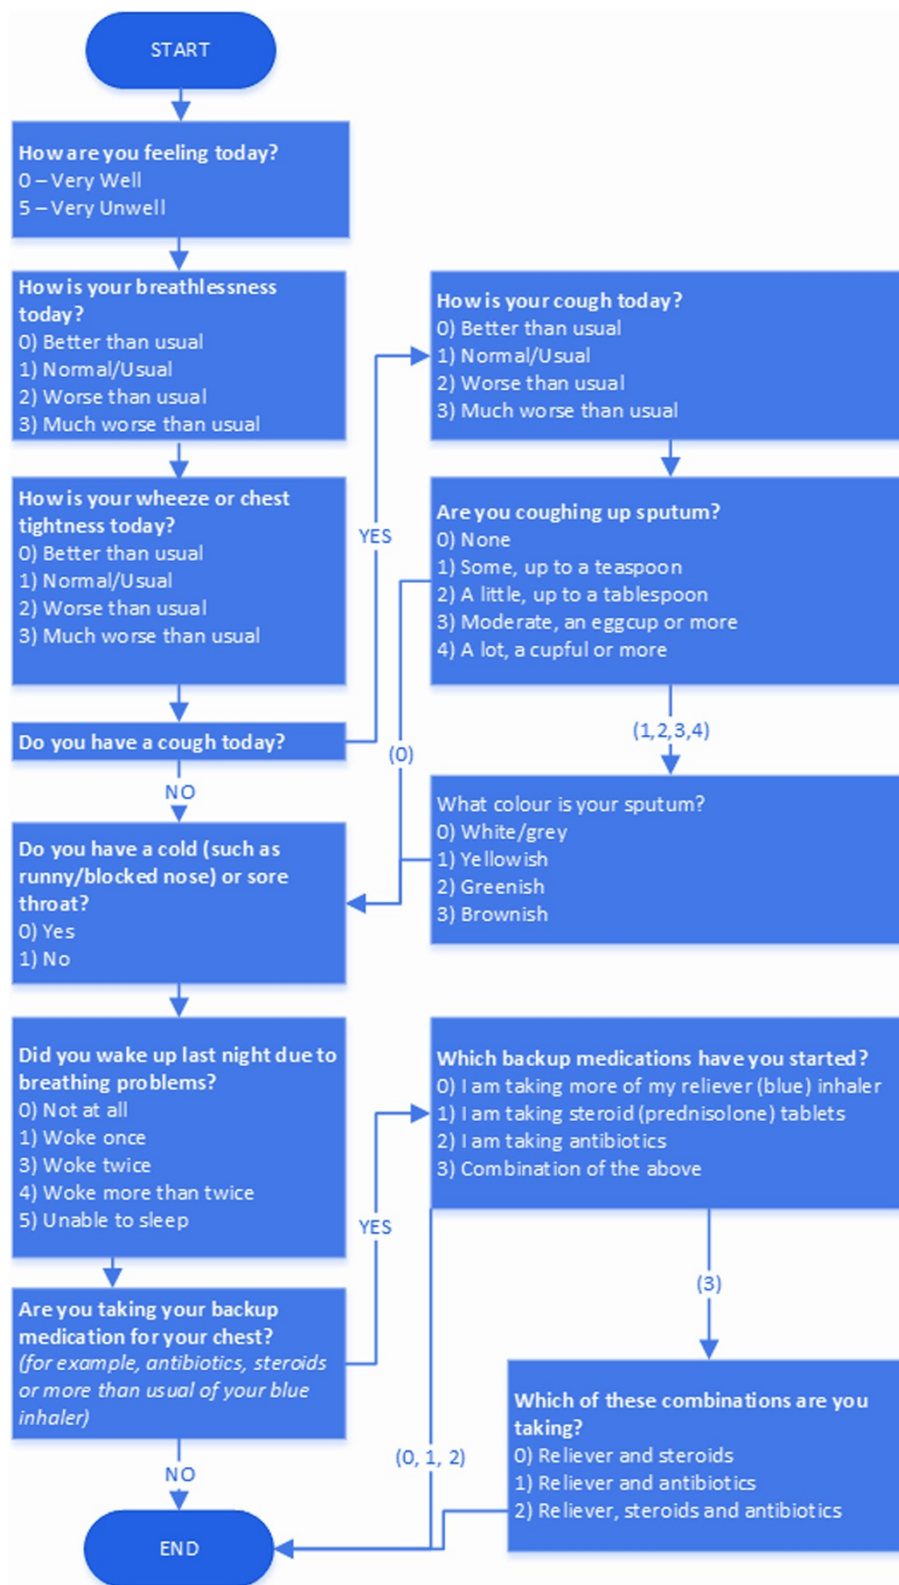 START
How are you feeling today?
0 – Very Well
5 – Very Unwell
How is your breathlessness
today?
0) Better than usual
1) Normal/Usual
2) Worse than usual
3) Much worse than usual
How is your wheeze or chest
tightness today?
0) Better than usual
1) Normal/Usual
2) Worse than usual
3) Much worse than usual
Do you have a cough today?
YES
NO
How is your cough today?
0) Better than usual
1) Normal/Usual
2) Worse than usual
3) Much worse than usual
Are you coughing up sputum?
0) None
1) Some, up to a teaspoon
2) A little, up to a tablespoon
3) Moderate, an eggcup or more
4) A lot, a cupful or more
(0)
(1,2,3,4)
What colour is your sputum?
0) White/grey
1) Yellowish
2) Greenish
3) Brownish
Do you have a cold (such as
runny/blocked nose) or sore
throat?
0) Yes
1) No
Did you wake up last night due to
breathing problems?
0) Not at all
1) Woke once
3) Woke twice
4) Woke more than twice
5) Unable to sleep
Are you taking your backup
medication for your chest?
(for example, antibiotics, steroids
or more than usual of your blue
inhaler)
YES
NO
Which backup medications have you started?
0) I am taking more of my reliever (blue) inhaler
1) I am taking steroid (prednisolone) tablets
2) I am taking antibiotics
3) Combination of the above
(0, 1, 2)
(3)
Which of these combinations are you
taking?
0) Reliever and steroids
1) Reliever and antibiotics
2) Reliever, steroids and antibiotics
END